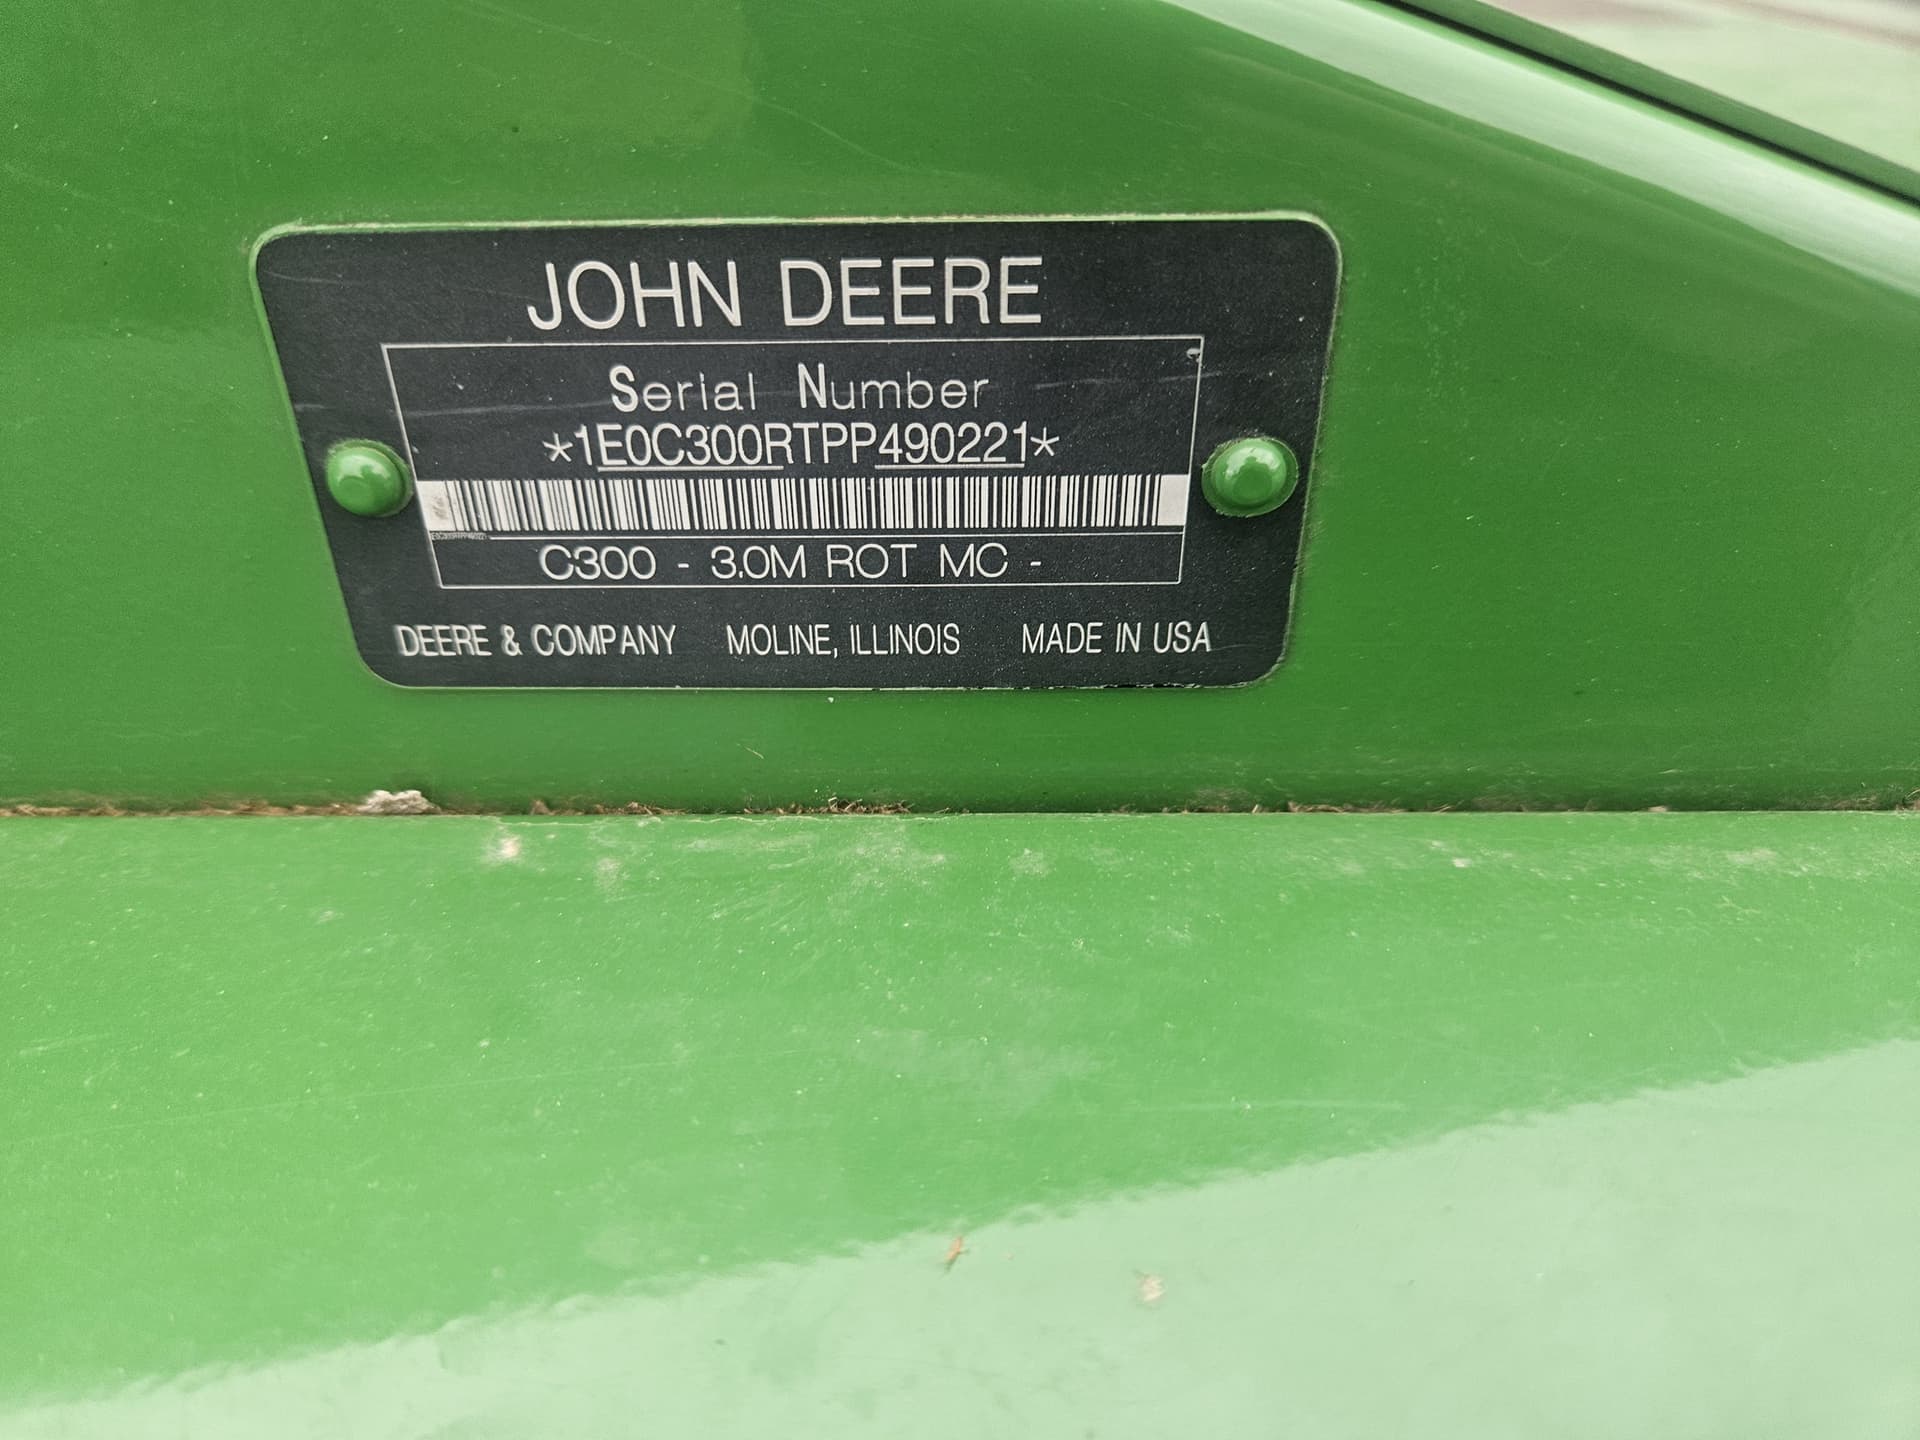 JOHN DEERE
Serial Number
*1E0C300RTPP490221*
C300 - 3.0M ROT MC -
DEERE & COMPANY MOLINE, ILLINOIS MADE IN USA